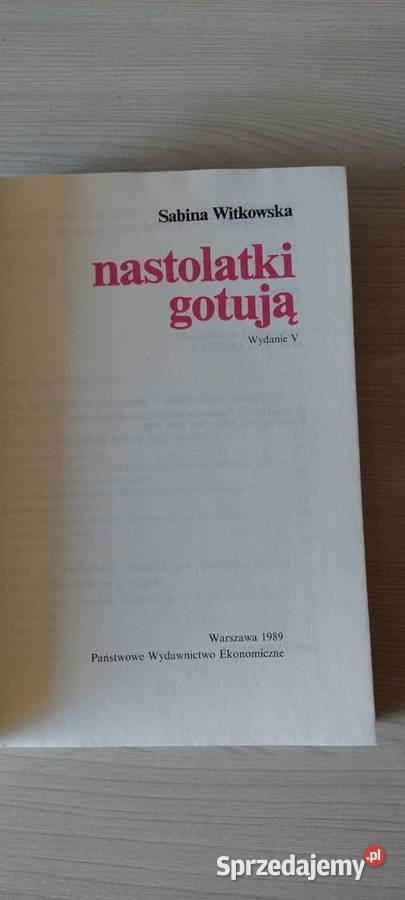 Sabina Witkowska
nastolatki
gotują
Wydanie V
Warszawa 1989
Państwowe Wydawnictwo Ekonomiczne
Sprzedajemy.pl